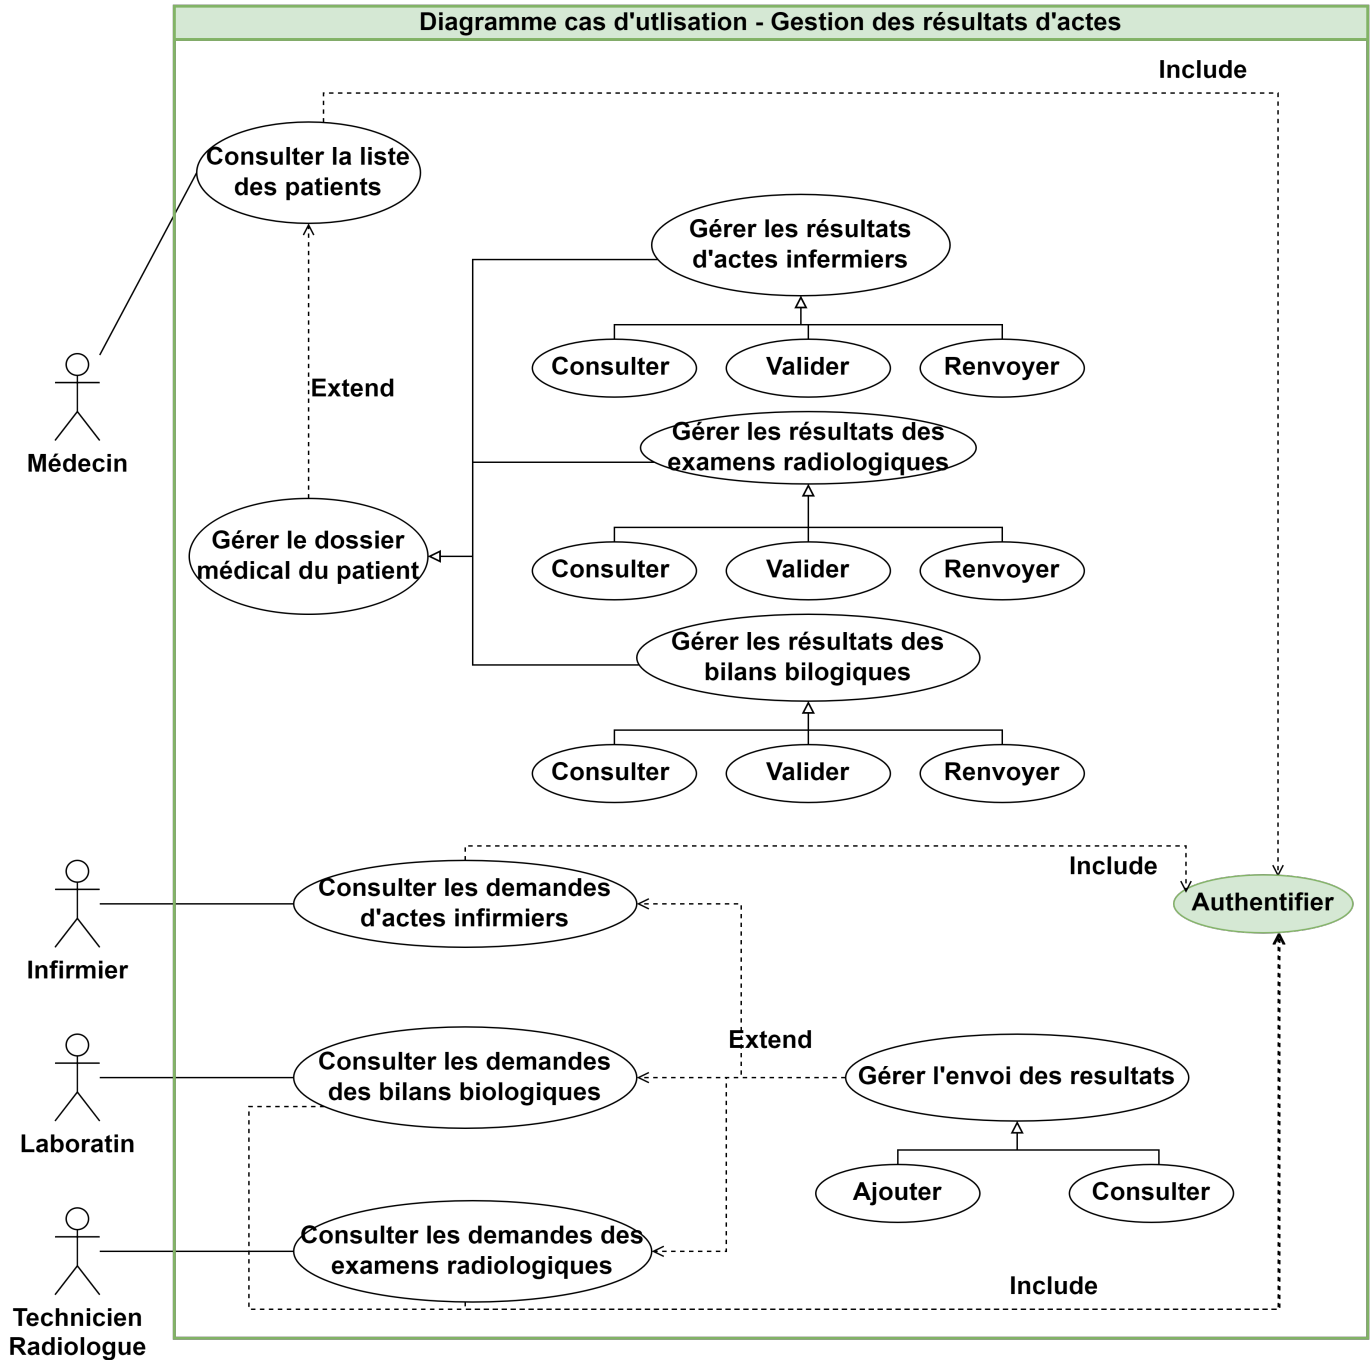 Diagramme cas d'utlisation - Gestion des résultats d'actes
Include
Consulter la liste
des patients
Gérer les résultats
d'actes infermiers
Consulter
Valider
Renvoyer
Extend
Médecin
Gérer les résultats des
examens radiologiques
Gérer le dossier
médical du patient
Consulter
Valider
Renvoyer
Gérer les résultats des
bilans bilogiques
Consulter
Valider
Renvoyer
Include
Consulter les demandes
d'actes infirmiers
Authentifier
Infirmier
Extend
Consulter les demandes
des bilans biologiques
Gérer l'envoi des resultats
Laboratin
Ajouter
Consulter
Consulter les demandes des
examens radiologiques
Include
Technicien
Radiologue